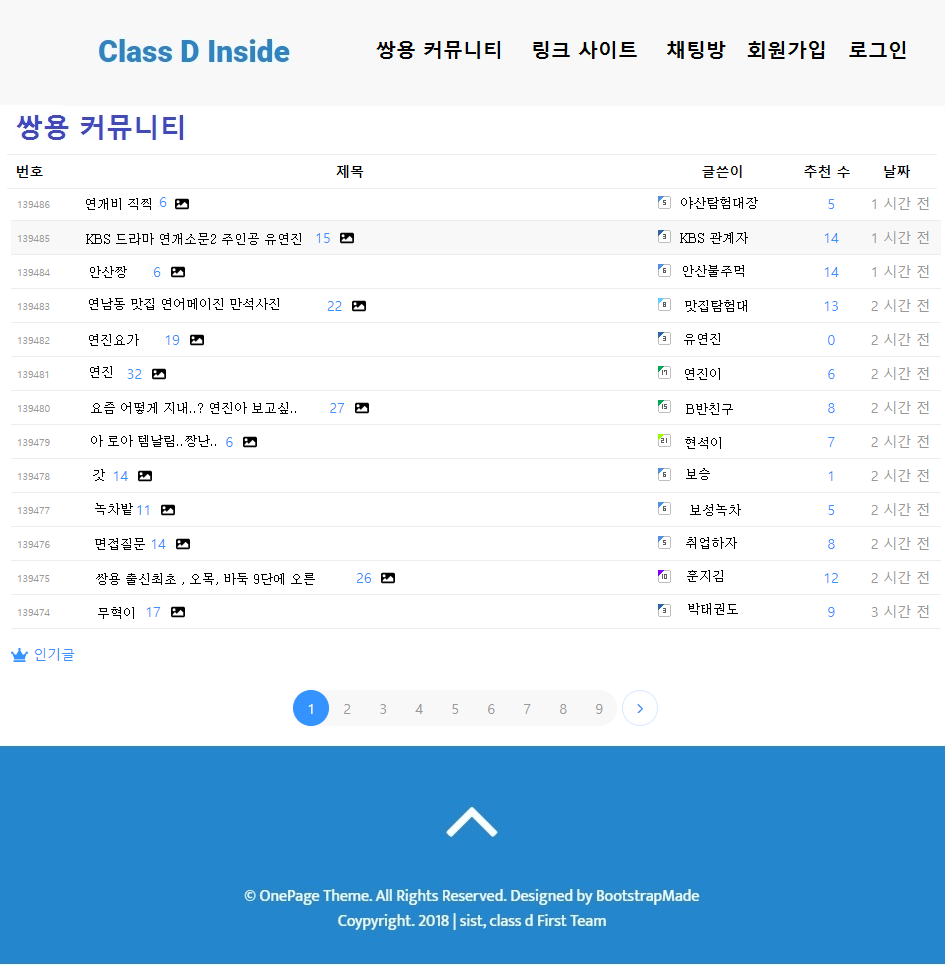 Class D Inside 쌍용 커뮤니티 링크 사이트 채팅방 회원가입 로그인
쌍용 커뮤니티
번호 제목 글쓴이 추천 수 날짜
139486 연개비 직찍 6 5 야산탐험대장 5 1 시간 전
139485 KBS 드라마 연개소문2 주인공 유연진 15 3 KBS 관계자 14 1 시간 전
139484 안산짱 6 6 안산불주먹 14 1 시간 전
139483 연남동 맛집 연어메이진 만석사진 22 8 맛집탐험대 13 2 시간 전
139482 연진요가 19 3 유연진 0 2 시간 전
139481 연진 32 17 연진이 6 2 시간 전
139480 요즘 어떻게 지내..? 연진아 보고싶.. 27 15 B반친구 8 2 시간 전
139479 아 로아 템날림..짱난.. 6 21 현석이 7 2 시간 전
139478 갓 14 6 보승 1 2 시간 전
139477 녹차밭 11 6 보성녹차 5 2 시간 전
139476 면접질문 14 5 취업하자 8 2 시간 전
139475 쌍용 출신최초 , 오목, 바둑 9단에 오른 26 10 훈지김 12 2 시간 전
139474 무혁이 17 3 박태권도 9 3 시간 전
인기글
1 2 3 4 5 6 7 8 9
© OnePage Theme. All Rights Reserved. Designed by BootstrapMade
Coypyright. 2018 | sist, class d First Team